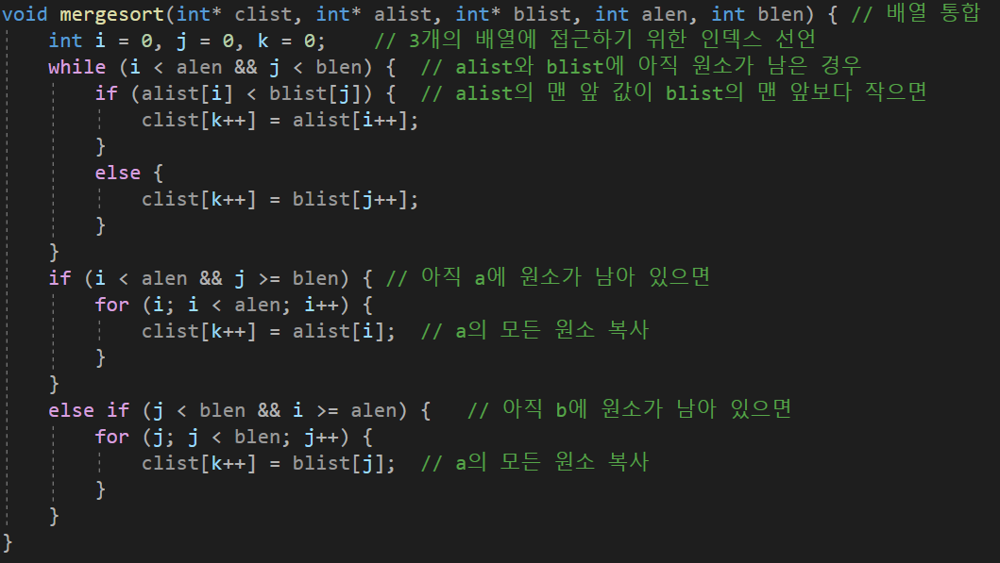 void mergesort(int* clist, int* alist, int* blist, int alen, int blen) { // 배열 통합
    int i = 0, j = 0, k = 0;    // 3개의 배열에 접근하기 위한 인덱스 선언
    while (i < alen && j < blen) {  // alist와 blist에 아직 원소가 남은 경우
        if (alist[i] < blist[j]) {  // alist의 맨 앞 값이 blist의 맨 앞보다 작으면
            clist[k++] = alist[i++];
        }
        else {
            clist[k++] = blist[j++];
        }
    }
    if (i < alen && j >= blen) { // 아직 a에 원소가 남아 있으면
        for (i; i < alen; i++) {
            clist[k++] = alist[i];  // a의 모든 원소 복사
        }
    }
    else if (j < blen && i >= alen) {   // 아직 b에 원소가 남아 있으면
        for (j; j < blen; j++) {
            clist[k++] = blist[j];  // a의 모든 원소 복사
        }
    }
}